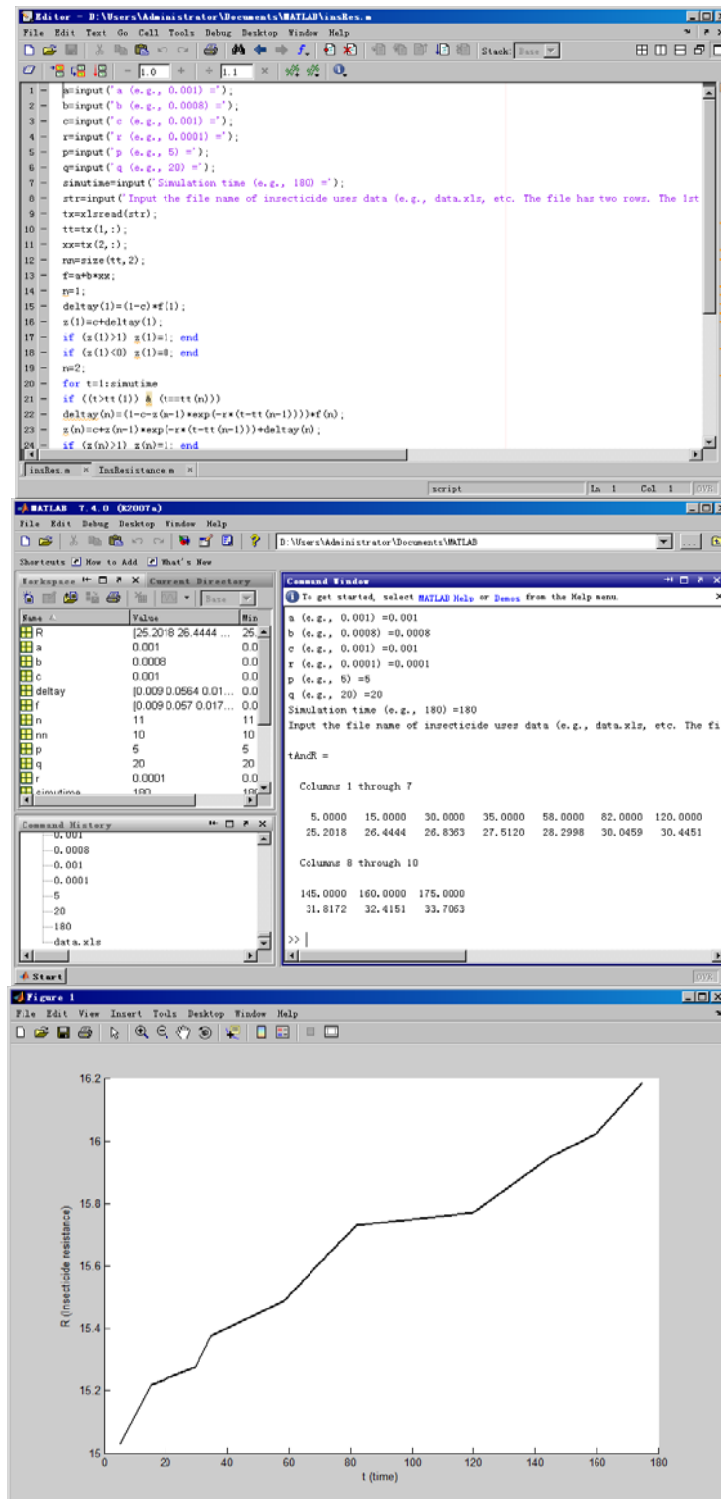 Editor - D:\Users\Administrator\Documents\MATLAB\insRes.m
File Edit Text Go Cell Tools Debug Desktop Window Help
Stack: Base
1.0 1.1
1 a=input('a (e.g., 0.001) =');
2 b=input('b (e.g., 0.0008) =');
3 c=input('c (e.g., 0.001) =');
4 r=input('r (e.g., 0.0001) =');
5 p=input('p (e.g., 5) =');
6 q=input('q (e.g., 20) =');
7 simutime=input('Simulation time (e.g., 180) =');
8 str=input('Input the file name of insecticide uses data (e.g., data.xls, etc. The file has two rows. The 1st
9 tx=xlsread(str);
10 tt=tx(1,:);
11 xx=tx(2,:);
12 nn=size(tt,2);
13 f=a+b*xx;
14 n=1;
15 deltay(1)=(1-c)*f(1);
16 z(1)=c+deltay(1);
17 if (z(1)>1) z(1)=1; end
18 if (z(1)<0) z(1)=0; end
19 n=2;
20 for t=1:simutime
21 if ((t>tt(1)) & (t==tt(n)))
22 deltay(n)=(1-c-z(n-1)*exp(-r*(t-tt(n-1))))*f(n);
23 z(n)=c+z(n-1)*exp(-r*(t-tt(n-1)))+deltay(n);
24 if (z(n)>1) z(n)=1; end
insRes.m InsResistance.m
script Ln 1 Col 1 OVR
MATLAB 7.4.0 (R2007a)
File Edit Debug Desktop Window Help
D:\Users\Administrator\Documents\MATLAB
Shortcuts How to Add What's New
Workspace Current Directory
Base
Name Value Min
R [25.2018 26.4444 ... 25.
a 0.001 0.0
b 0.0008 0.0
c 0.001 0.0
deltay [0.009 0.0564 0.01... 0.0
f [0.009 0.057 0.017... 0.0
n 11 11
nn 10 10
p 5 5
q 20 20
r 0.0001 0.0
simutime 180 180
Command History
0.001
0.0008
0.001
0.0001
5
20
180
data.xls
Command Window
To get started, select MATLAB Help or Demos from the Help menu.
a (e.g., 0.001) =0.001
b (e.g., 0.0008) =0.0008
c (e.g., 0.001) =0.001
r (e.g., 0.0001) =0.0001
p (e.g., 5) =5
q (e.g., 20) =20
Simulation time (e.g., 180) =180
Input the file name of insecticide uses data (e.g., data.xls, etc. The fi
tAndR =
Columns 1 through 7
5.0000 15.0000 30.0000 35.0000 58.0000 82.0000 120.0000
25.2018 26.4444 26.8363 27.5120 28.2998 30.0459 30.4451
Columns 8 through 10
145.0000 160.0000 175.0000
31.8172 32.4151 33.7063
>>
Start
OVR
Figure 1
File Edit View Insert Tools Desktop Window Help
16.2
16
15.8
15.6
15.4
15.2
15
R (Insecticide resistance)
0 20 40 60 80 100 120 140 160 180
t (time)